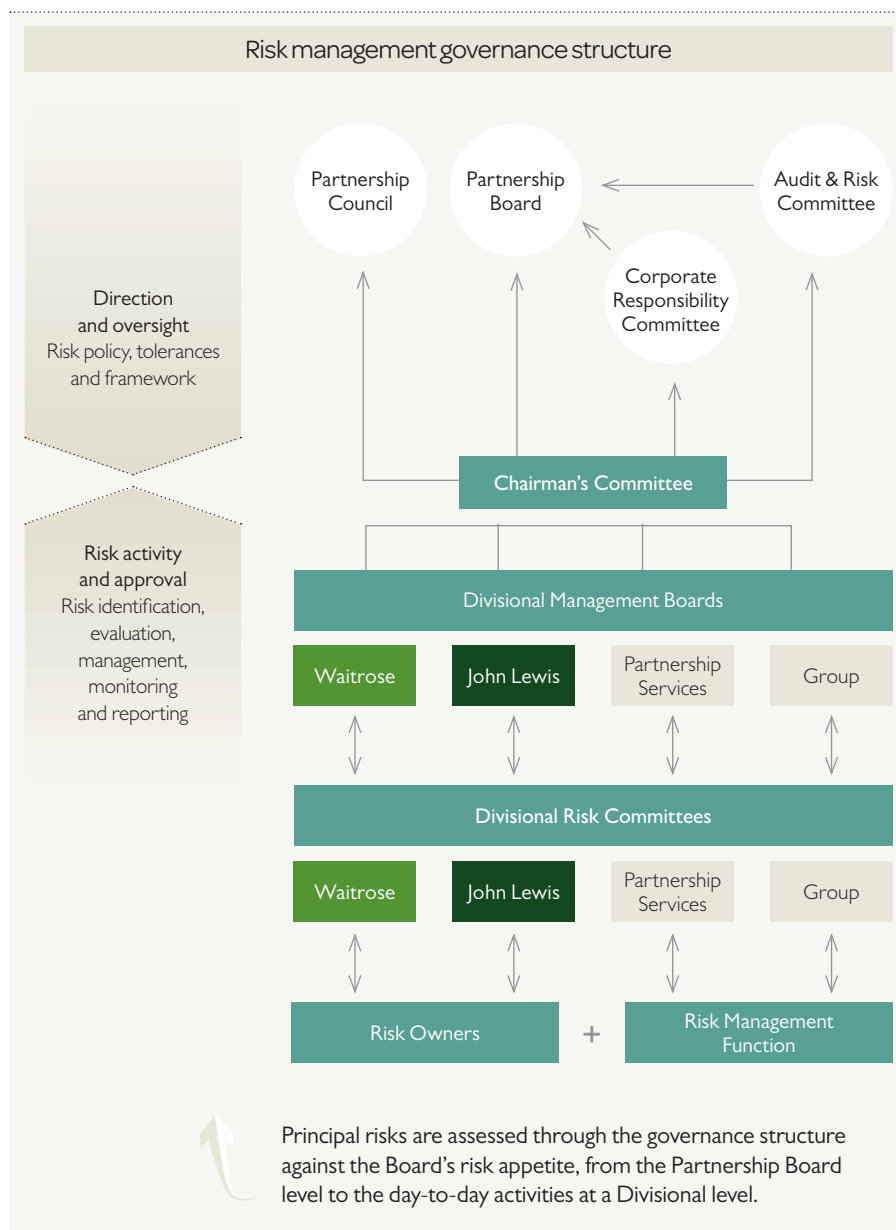 Risk management governance structure
Partnership
Council
Partnership
Board
Audit & Risk
Committee
Corporate
Responsibility
Committee
Direction
and oversight
Risk policy, tolerances
and framework
Chairman's Committee
Risk activity
and approval
Risk identification,
evaluation,
management,
monitoring
and reporting
Divisional Management Boards
Waitrose
John Lewis
Partnership
Services
Group
Divisional Risk Committees
Waitrose
John Lewis
Partnership
Services
Group
Risk Owners
+
Risk Management
Function
Principal risks are assessed through the governance structure
against the Board's risk appetite, from the Partnership Board
level to the day-to-day activities at a Divisional level.